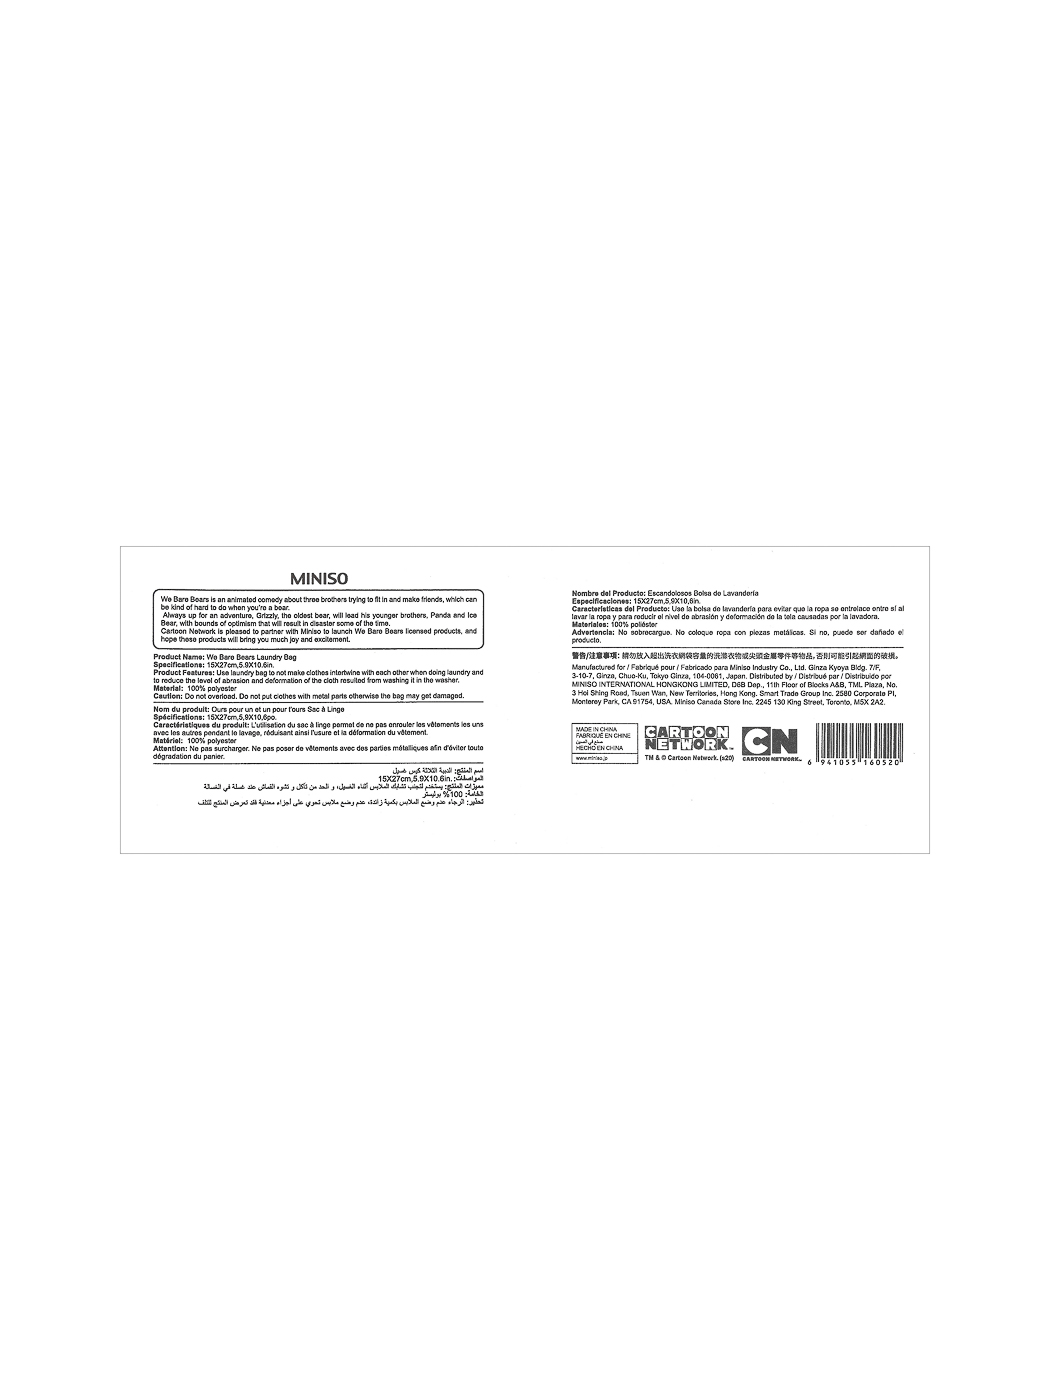 MINISO
We Bare Bears is an animated comedy about three brothers trying to fit in and make friends, which can
be kind of hard to do when you're a bear.
Always up for an adventure, Grizzly, the oldest bear, will lead his younger brothers, Panda and Ice
Bear, with bounds of optimism that will result in disaster some of the time.
Cartoon Network is pleased to partner with Miniso to launch We Bare Bears licensed products, and
hope these products will bring you much joy and excitement.
Product Name: We Bare Bears Laundry Bag
Specifications: 15X27cm,5.9X10.6in.
Product Features: Use laundry bag to not make clothes intertwine with each other when doing laundry and
to reduce the level of abrasion and deformation of the cloth resulted from washing it in the washer.
Material: 100% polyester
Caution: Do not overload. Do not put clothes with metal parts otherwise the bag may get damaged.
Nom du produit: Ours pour un et un pour t'ours Sac à Linge
Spécifications: 15X27cm,5,9X10,6po.
Caractéristiques du produit: L'utilisation du sac à linge permet de ne pas enrouler les vêtements les uns
avec les autres pendant le lavage, réduisant ainsi l'usure et la déformation du vêtement.
Matériel: 100% polyester
Attention: Ne pas surcharger. Ne pas poser de vêtements avec des parties métalliques afin d'éviter toute
dégradation du panier.
اسم المنتج: الدببة الثلاثة كيس غسيل
المواصفات: .15X27cm,5.9X10.6in
مميزات المنتج: يستخدم لتجنب تشابك الملابس أثناء الغسيل، و الحد من تآكل و تشوه القماش عند غسلة في الغسالة
الخامة: 100% بوليستر
تحذير: الرجاء عدم وضع الملابس بكمية زائدة، عدم وضع ملابس تحوي على أجزاء معدنية فقد تعرض المنتج للتلف
Nombre del Producto: Escandolosos Bolsa de Lavandería
Especificaciones: 15X27cm,5,9X10,6in.
Características del Producto: Use la bolsa de lavandería para evitar que la ropa se entrelace entre sí al
lavar la ropa y para reducir el nivel de abrasión y deformación de la tela causadas por la lavadora.
Materiales: 100% poliéster
Advertencia: No sobrecargue. No coloque ropa con piezas metálicas. Si no, puede ser dañado el
producto.
警告/注意事項: 請勿放入超出洗衣網袋容量的洗滌衣物或尖頭金屬零件等物品, 否則可能引起網面的破損。
Manufactured for / Fabriqué pour / Fabricado para Miniso Industry Co., Ltd. Ginza Kyoya Bldg. 7/F,
3-10-7, Ginza, Chuo-Ku, Tokyo Ginza, 104-0061, Japan. Distributed by / Distribué par / Distribuido por
MINISO INTERNATIONAL HONGKONG LIMITED, D6B Dep., 11th Floor of Blocks A&B, TML Plaza, No.
3 Hoi Shing Road, Tsuen Wan, New Territories, Hong Kong. Smart Trade Group Inc. 2580 Corporate Pl,
Monterey Park, CA 91754, USA. Miniso Canada Store Inc. 2245 130 King Street, Toronto, M5X 2A2.
MADE IN CHINA
FABRIQUÉ EN CHINE
صنع في الصين
HECHO EN CHINA
www.miniso.jp
CARTOON
NETWORK™
TM & © Cartoon Network. (s20)
CN
CARTOON NETWORK™
6 941055 160520